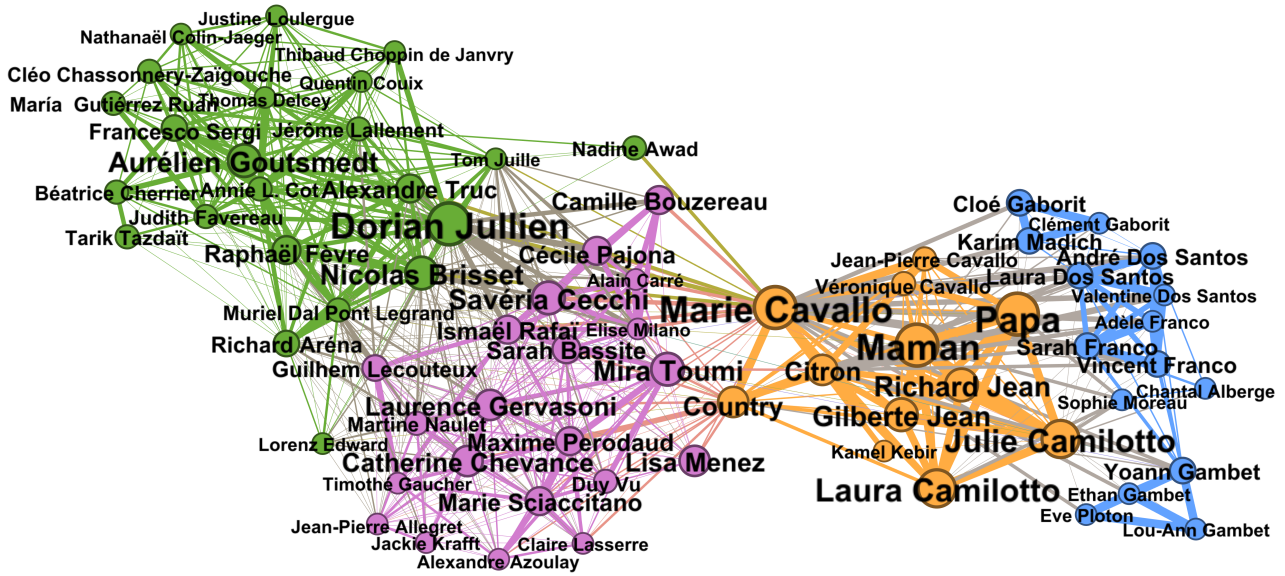 Justine Loulergue
Nathanaël Colin-Jaeger
Thibaud Choppin de Janvry
Cléo Chassonnery-Zaïgouche
Quentin Couix
María Gutiérrez Ruan
Thomas Delcey
Francesco Sergi
Jérôme Lallement
Aurélien Goutsmedt
Tom Juille
Nadine Awad
Béatrice Cherrier
Annie L. Cot
Alexandre Truc
Camille Bouzereau
Cloé Gaborit
Judith Favereau
Dorian Jullien
Clément Gaborit
Tarik Tazdaït
Karim Madich
Raphaël Fèvre
Cécile Pajona
Jean-Pierre Cavallo
André Dos Santos
Nicolas Brisset
Alain Carré
Véronique Cavallo
Laura Dos Santos
Savéria Cecchi
Valentine Dos Santos
Muriel Dal Pont Legrand
Marie Cavallo
Papa
Adèle Franco
Ismaël Rafaï
Elise Milano
Richard Aréna
Sarah Bassite
Maman
Sarah Franco
Guilhem Lecouteux
Mira Toumi
Citron
Vincent Franco
Richard Jean
Chantal Alberge
Laurence Gervasoni
Country
Sophie Moreau
Martine Naulet
Gilberte Jean
Lorenz Edward
Maxime Perodaud
Julie Camilotto
Kamel Kebir
Catherine Chevance
Lisa Menez
Yoann Gambet
Timothé Gaucher
Duy Vu
Laura Camilotto
Ethan Gambet
Marie Sciaccitano
Eve Ploton
Jean-Pierre Allegret
Lou-Ann Gambet
Jackie Krafft
Claire Lasserre
Alexandre Azoulay